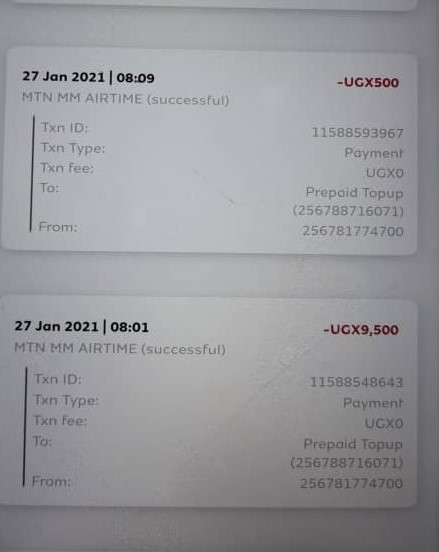 27 Jan 2021 | 08:09 -UGX500
MTN MM AIRTIME (successful)
Txn ID: 11588593967
Txn Type: Payment
Txn fee: UGX0
To: Prepaid Topup
(256788716071)
From: 256781774700
27 Jan 2021 | 08:01 -UGX9,500
MTN MM AIRTIME (successful)
Txn ID: 11588548643
Txn Type: Payment
Txn fee: UGX0
To: Prepaid Topup
(256788716071)
From: 256781774700